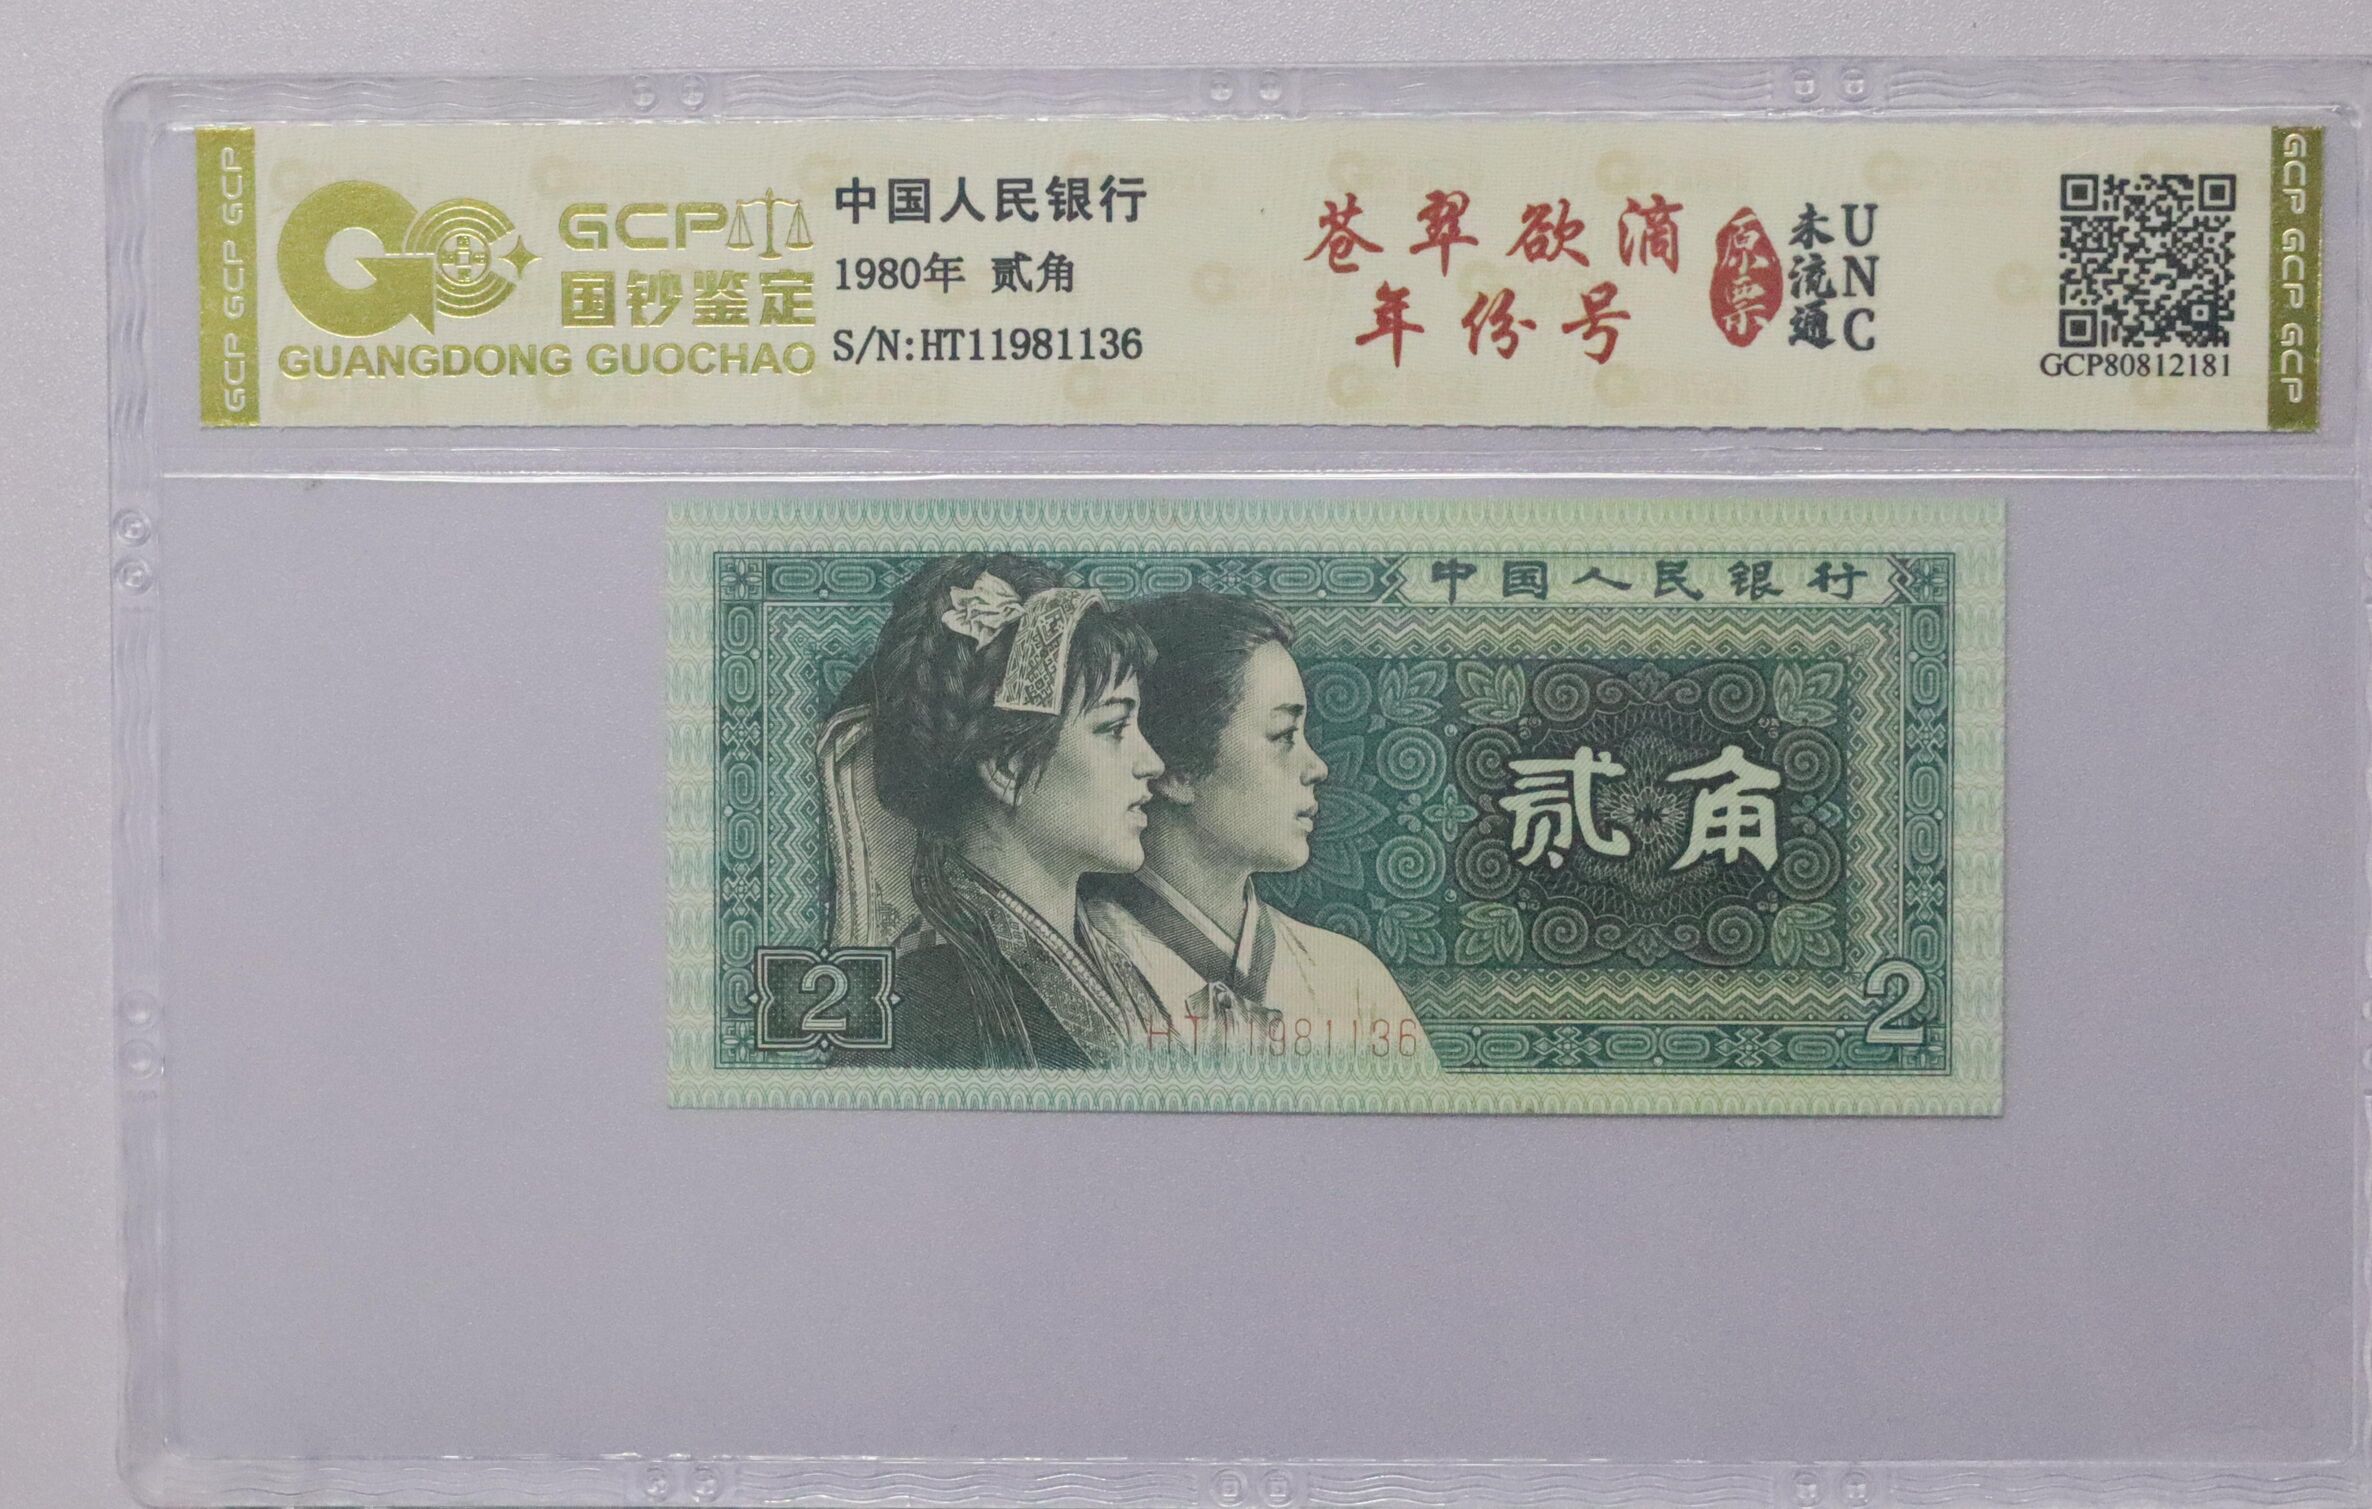 GCP GCP GCP
GCP
国钞鉴定
GUANGDONG GUOCHAO
中国人民银行
1980年 贰角
S/N:HT11981136
苍翠欲滴
年份号
原票
未流通
UNC
GCP80812181
GCP GCP GCP
中国人民银行
贰角
2
2
HT11981136